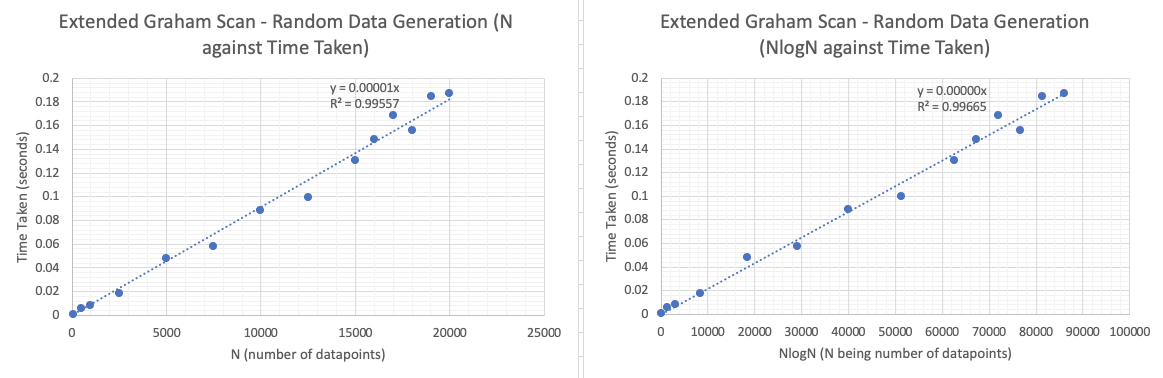 Extended Graham Scan - Random Data Generation (N
against Time Taken)
y = 0.00001x
R² = 0.99557
Time Taken (seconds)
0.2
0.18
0.16
0.14
0.12
0.1
0.08
0.06
0.04
0.02
0
0 5000 10000 15000 20000 25000
N (number of datapoints)
Extended Graham Scan - Random Data Generation
(NlogN against Time Taken)
y = 0.00000x
R² = 0.99665
Time Taken (seconds)
0.2
0.18
0.16
0.14
0.12
0.1
0.08
0.06
0.04
0.02
0
0 10000 20000 30000 40000 50000 60000 70000 80000 90000 100000
NlogN (N being number of datapoints)